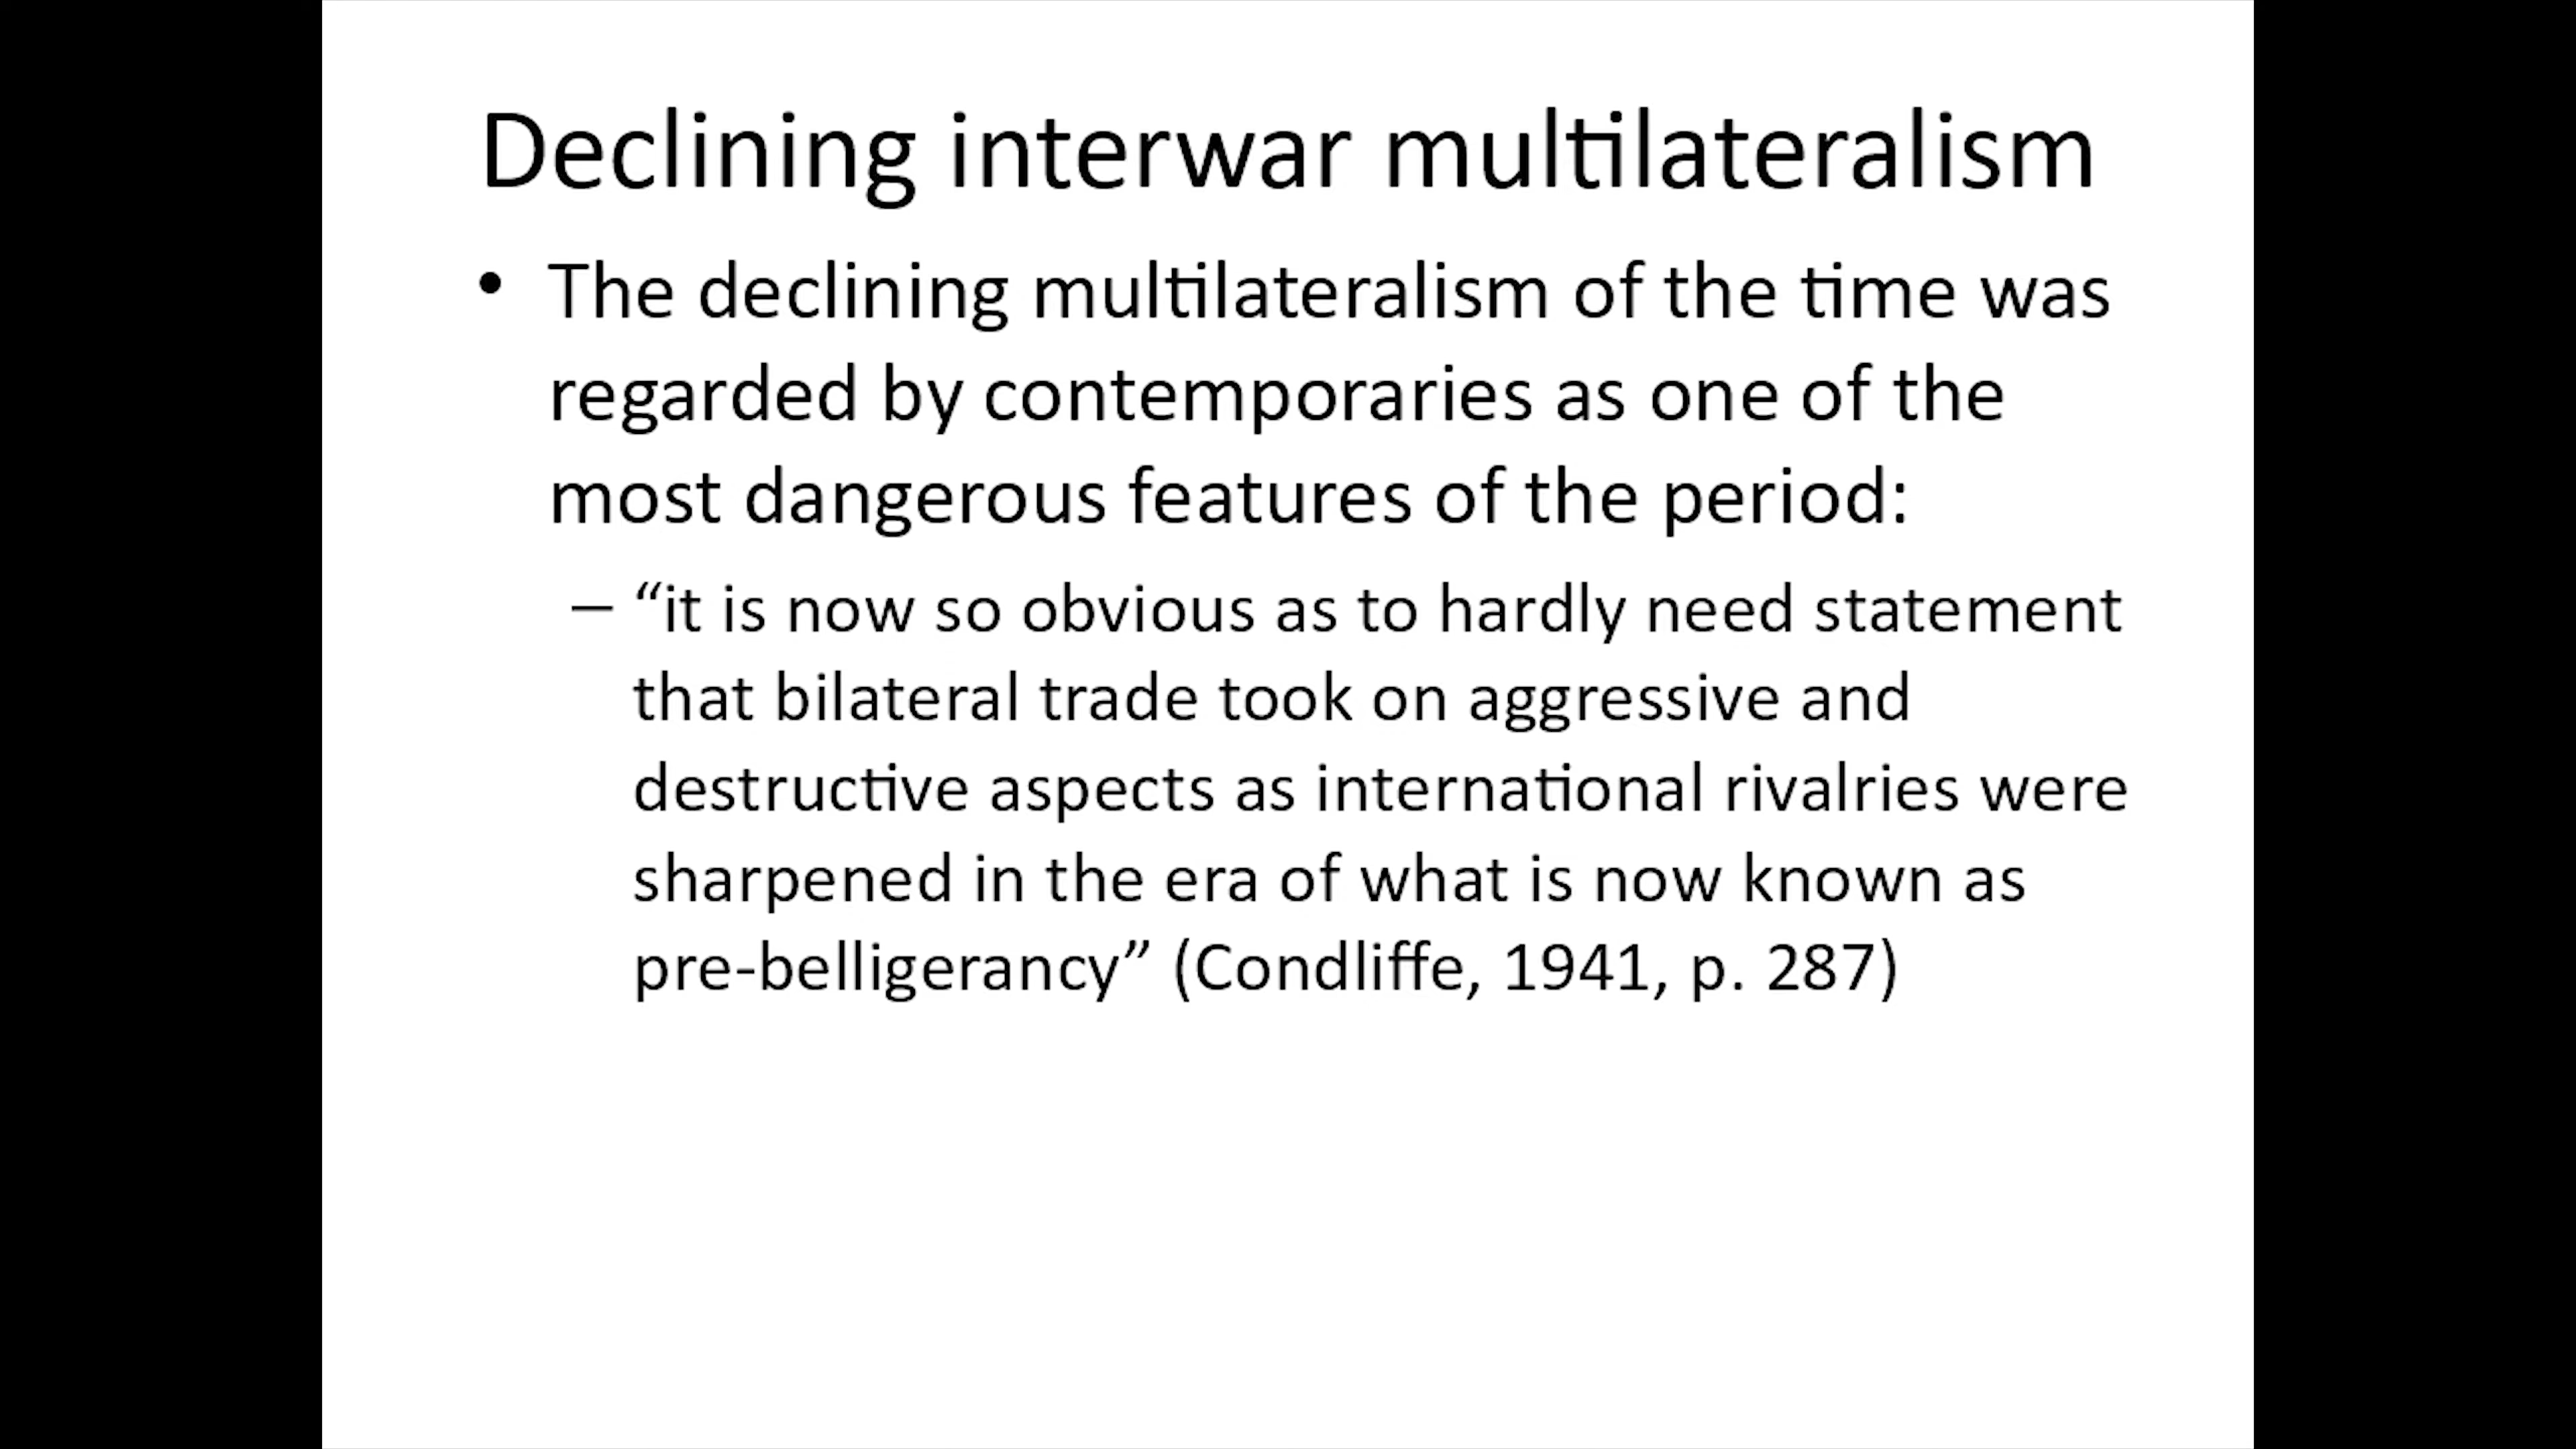 Declining interwar multilateralism
• The declining multilateralism of the time was
regarded by contemporaries as one of the
most dangerous features of the period:
– “it is now so obvious as to hardly need statement
that bilateral trade took on aggressive and
destructive aspects as international rivalries were
sharpened in the era of what is now known as
pre-belligerancy” (Condliffe, 1941, p. 287)